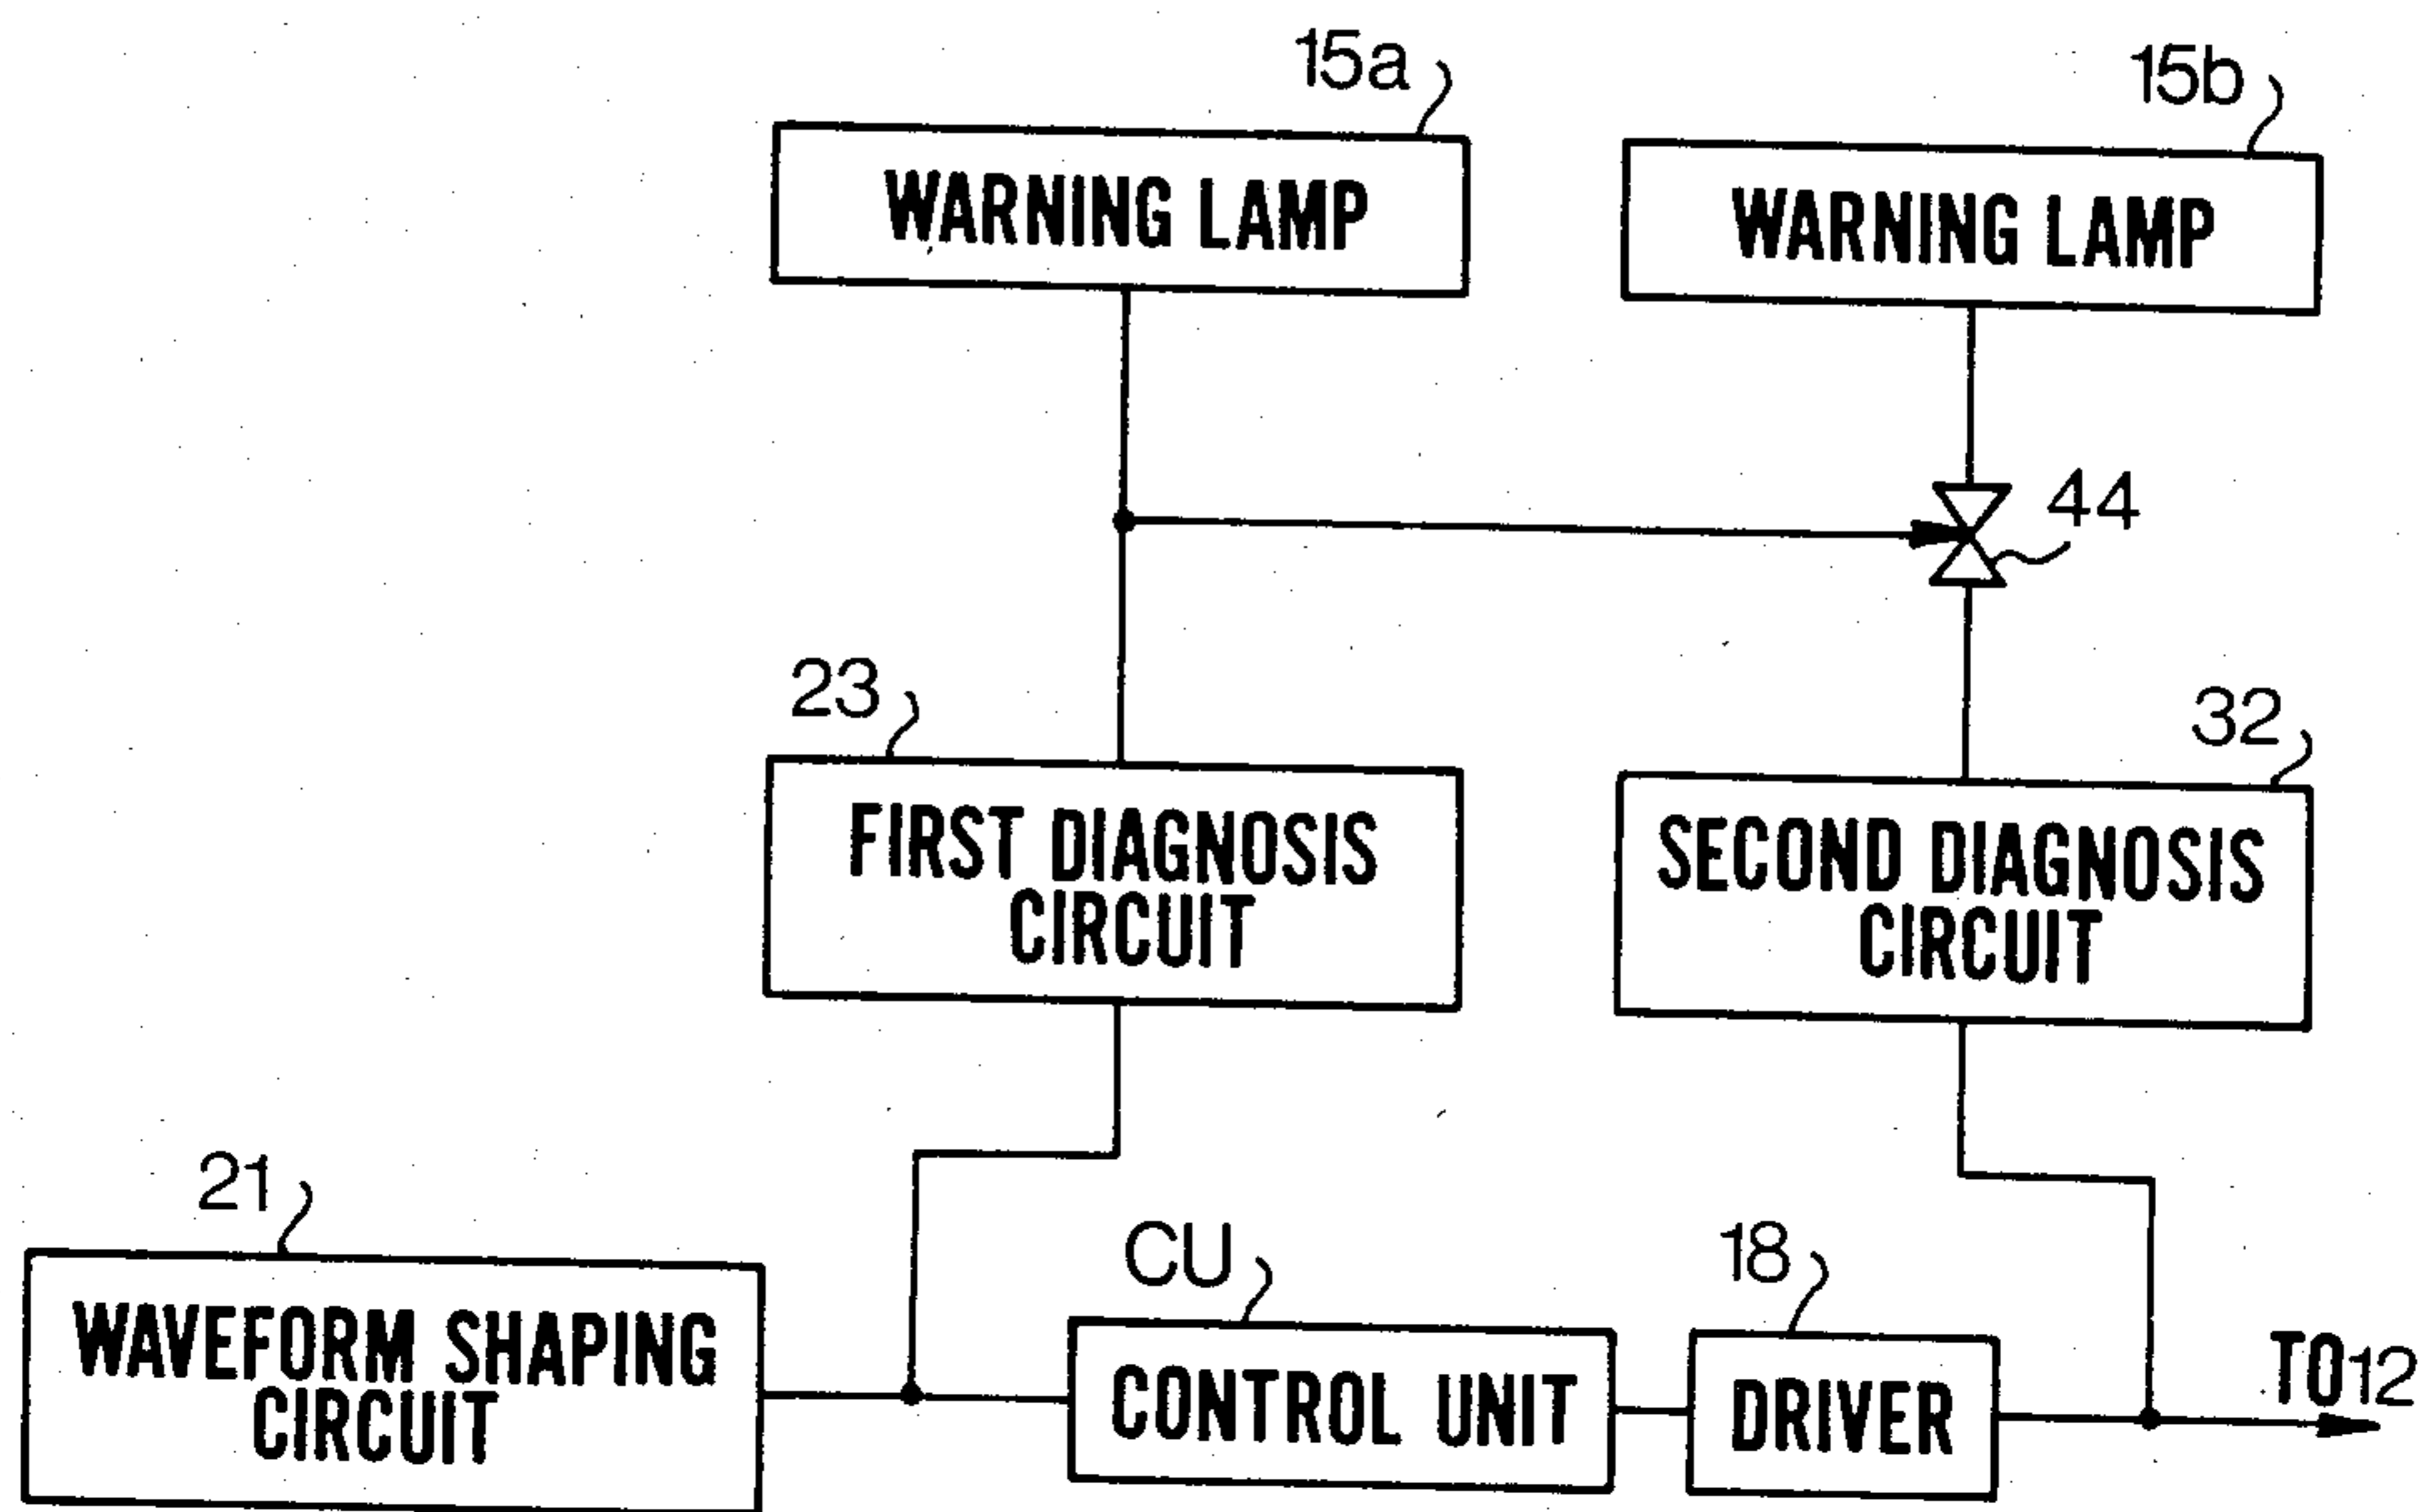 15a
15b
WARNING LAMP
WARNING LAMP
44
23
32
FIRST DIAGNOSIS
CIRCUIT
SECOND DIAGNOSIS
CIRCUIT
21
CU
18
WAVEFORM SHAPING
CIRCUIT
CONTROL UNIT
DRIVER
TO12